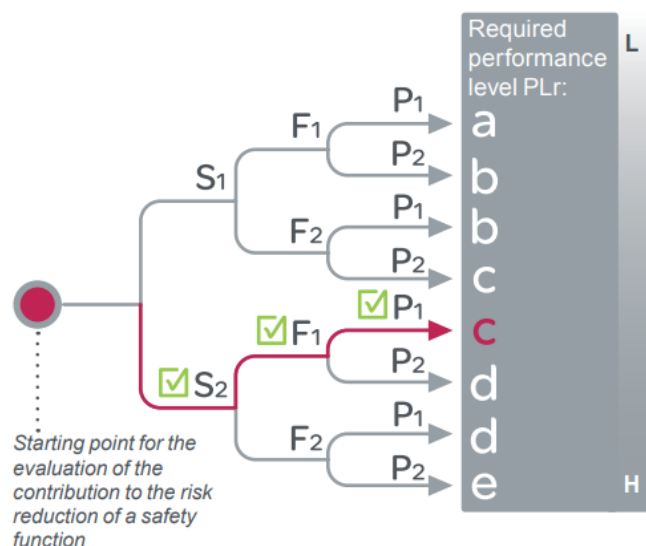 Required
performance
level PLr:
L
P1
a
F1
P2
b
S1
P1
b
F2
P2
c
P1
c
F1
P2
d
S2
P1
d
F2
P2
e
H
Starting point for the
evaluation of the
contribution to the risk
reduction of a safety
function